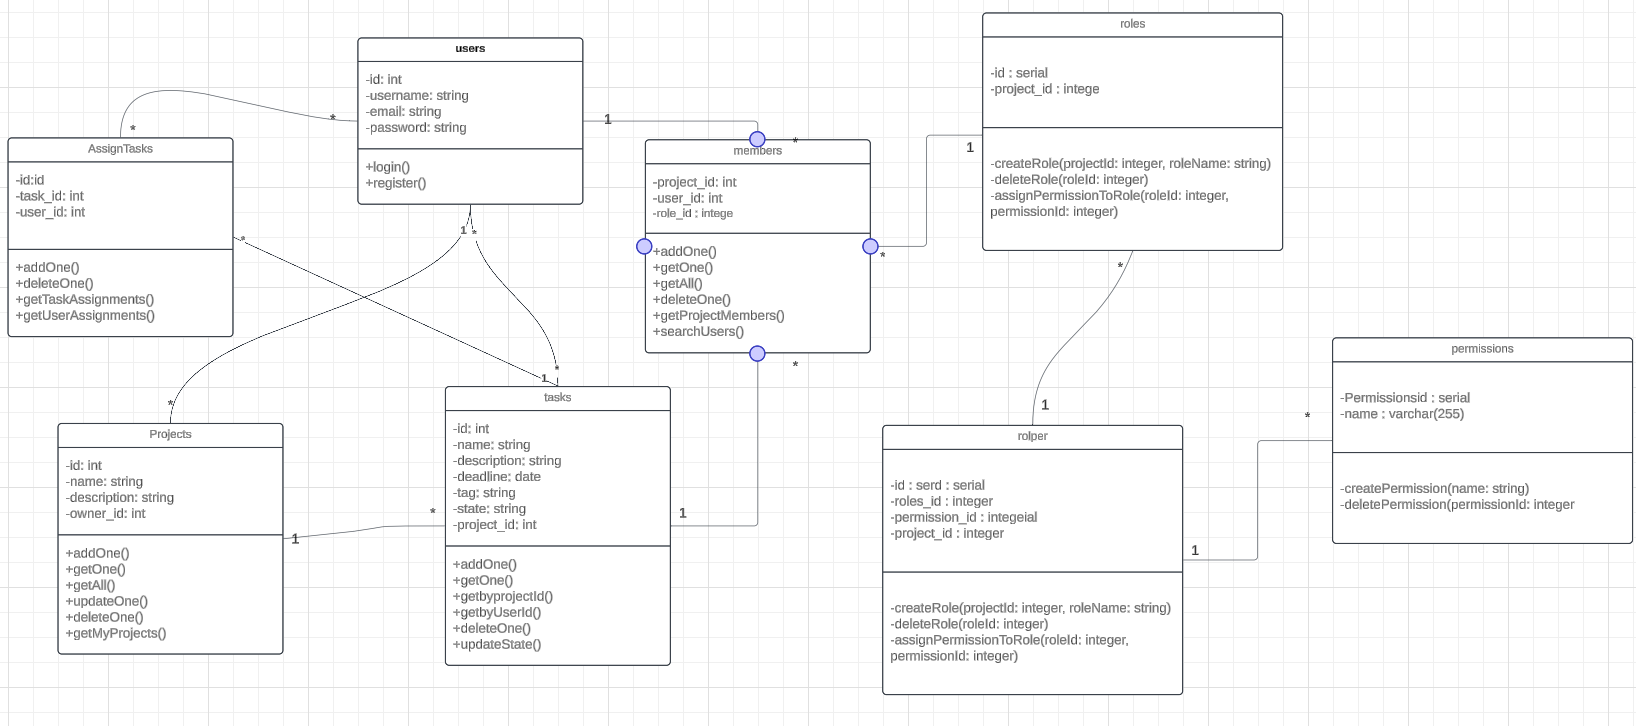 users
-id: int
-username: string
-email: string
-password: string
+login()
+register()
*
*
1
*
1
*
AssignTasks
-id:id
-task_id: int
-user_id: int
+addOne()
+deleteOne()
+getTaskAssignments()
+getUserAssignments()
*
members
-project_id: int
-user_id: int
-role_id : intege
+addOne()
+getOne()
+getAll()
+deleteOne()
+getProjectMembers()
+searchUsers()
*
*
roles
-id : serial
-project_id : intege
-createRole(projectId: integer, roleName: string)
-deleteRole(roleId: integer)
-assignPermissionToRole(roleId: integer,
permissionId: integer)
1
*
Projects
-id: int
-name: string
-description: string
-owner_id: int
+addOne()
+getOne()
+getAll()
+updateOne()
+deleteOne()
+getMyProjects()
*
1
tasks
-id: int
-name: string
-description: string
-deadline: date
-tag: string
-state: string
-project_id: int
+addOne()
+getOne()
+getbyprojectId()
+getbyUserId()
+deleteOne()
+updateState()
1
*
*
1
rolper
-id : serd : serial
-roles_id : integer
-permission_id : integeial
-project_id : integer
-createRole(projectId: integer, roleName: string)
-deleteRole(roleId: integer)
-assignPermissionToRole(roleId: integer,
permissionId: integer)
1
1
permissions
-Permissionsid : serial
-name : varchar(255)
-createPermission(name: string)
-deletePermission(permissionId: integer
*